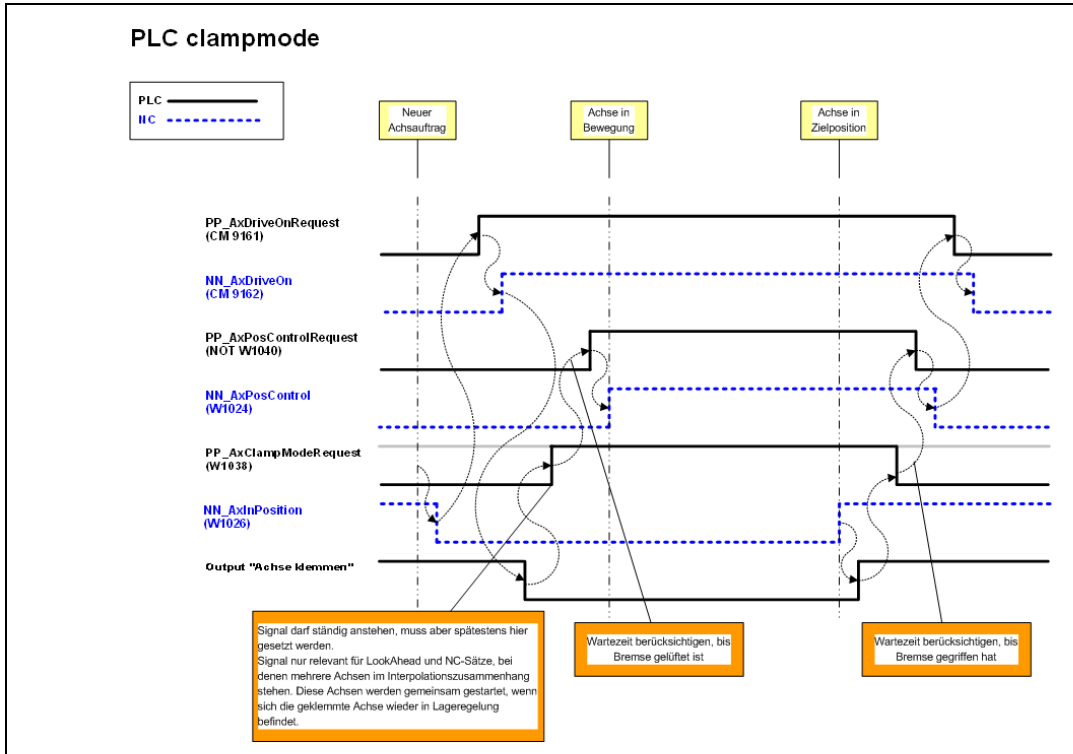 PLC clampmode
PLC
NC
Neuer
Achsauftrag
Achse in
Bewegung
Achse in
Zielposition
PP_AxDriveOnRequest
(CM 9161)
NN_AxDriveOn
(CM 9162)
PP_AxPosControlRequest
(NOT W1040)
NN_AxPosControl
(W1024)
PP_AxClampModeRequest
(W1038)
NN_AxInPosition
(W1026)
Output "Achse klemmen"
Signal darf ständig anstehen, muss aber spätestens hier
gesetzt werden.
Signal nur relevant für LookAhead und NC-Sätze, bei
denen mehrere Achsen im Interpolationszusammenhang
stehen. Diese Achsen werden gemeinsam gestartet, wenn
sich die geklemmte Achse wieder in Lageregelung
befindet.
Wartezeit berücksichtigen, bis
Bremse gelüftet ist
Wartezeit berücksichtigen, bis
Bremse gegriffen hat